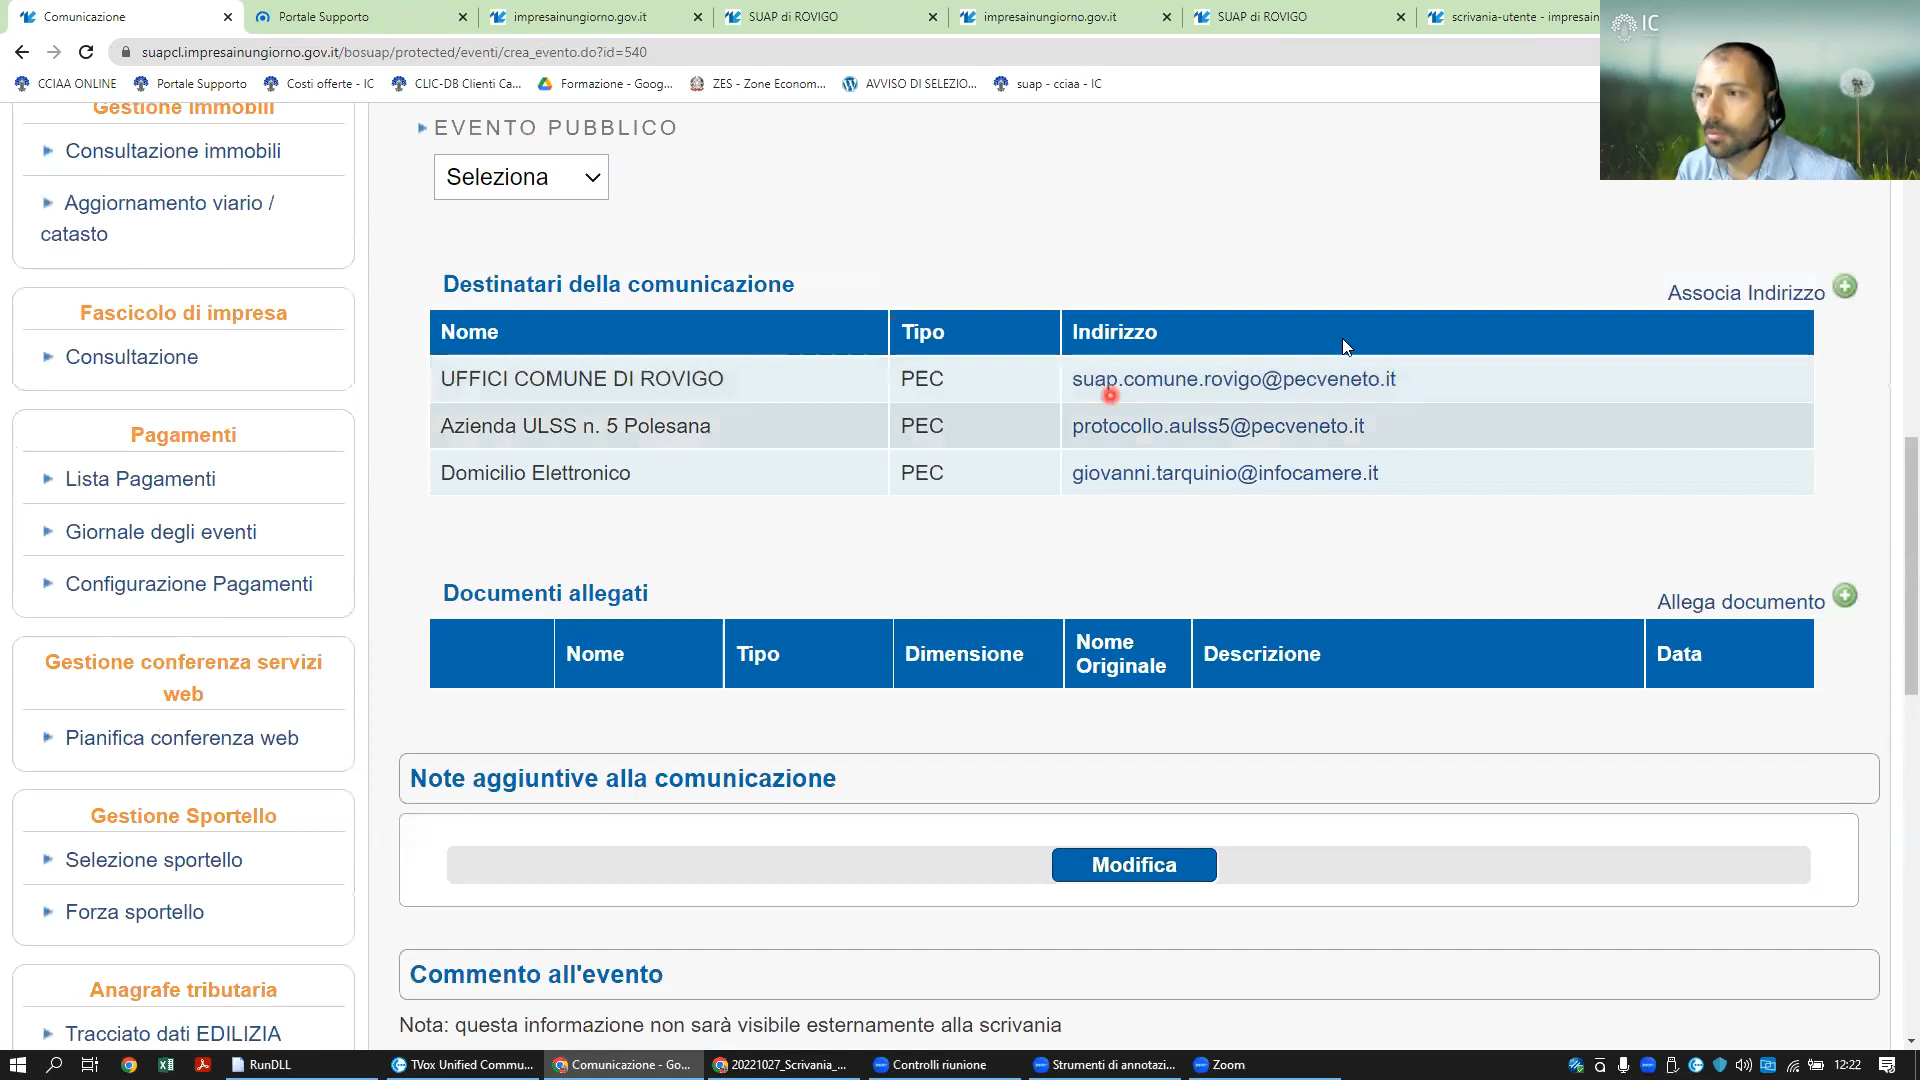 Comunicazione
Portale Supporto
impresainungiorno.gov.it
SUAP di ROVIGO
impresainungiorno.gov.it
SUAP di ROVIGO
scrivania-utente - impresain
IC
suapcl.impresainungiorno.gov.it/bosuap/protected/eventi/crea_evento.do?id=540
CCIAA ONLINE
Portale Supporto
Costi offerte - IC
CLIC-DB Clienti Ca...
Formazione - Goog...
ZES - Zone Econom...
AVVISO DI SELEZIO...
suap - cciaa - IC
Gestione Immobili
Consultazione immobili
Aggiornamento viario /
catasto
Fascicolo di impresa
Consultazione
Pagamenti
Lista Pagamenti
Giornale degli eventi
Configurazione Pagamenti
Gestione conferenza servizi
web
Pianifica conferenza web
Gestione Sportello
Selezione sportello
Forza sportello
Anagrafe tributaria
Tracciato dati EDILIZIA
EVENTO PUBBLICO
Seleziona
Destinatari della comunicazione
Associa Indirizzo
Nome Tipo Indirizzo
UFFICI COMUNE DI ROVIGO PEC suap.comune.rovigo@pecveneto.it
Azienda ULSS n. 5 Polesana PEC protocollo.aulss5@pecveneto.it
Domicilio Elettronico PEC giovanni.tarquinio@infocamere.it
Documenti allegati
Allega documento
Nome Tipo Dimensione Nome Originale Descrizione Data
Note aggiuntive alla comunicazione
Modifica
Commento all'evento
Nota: questa informazione non sarà visibile esternamente alla scrivania
RunDLL
TVox Unified Commu...
Comunicazione - Go...
20221027_Scrivania_...
Controlli riunione
Strumenti di annotazi...
Zoom
12:22